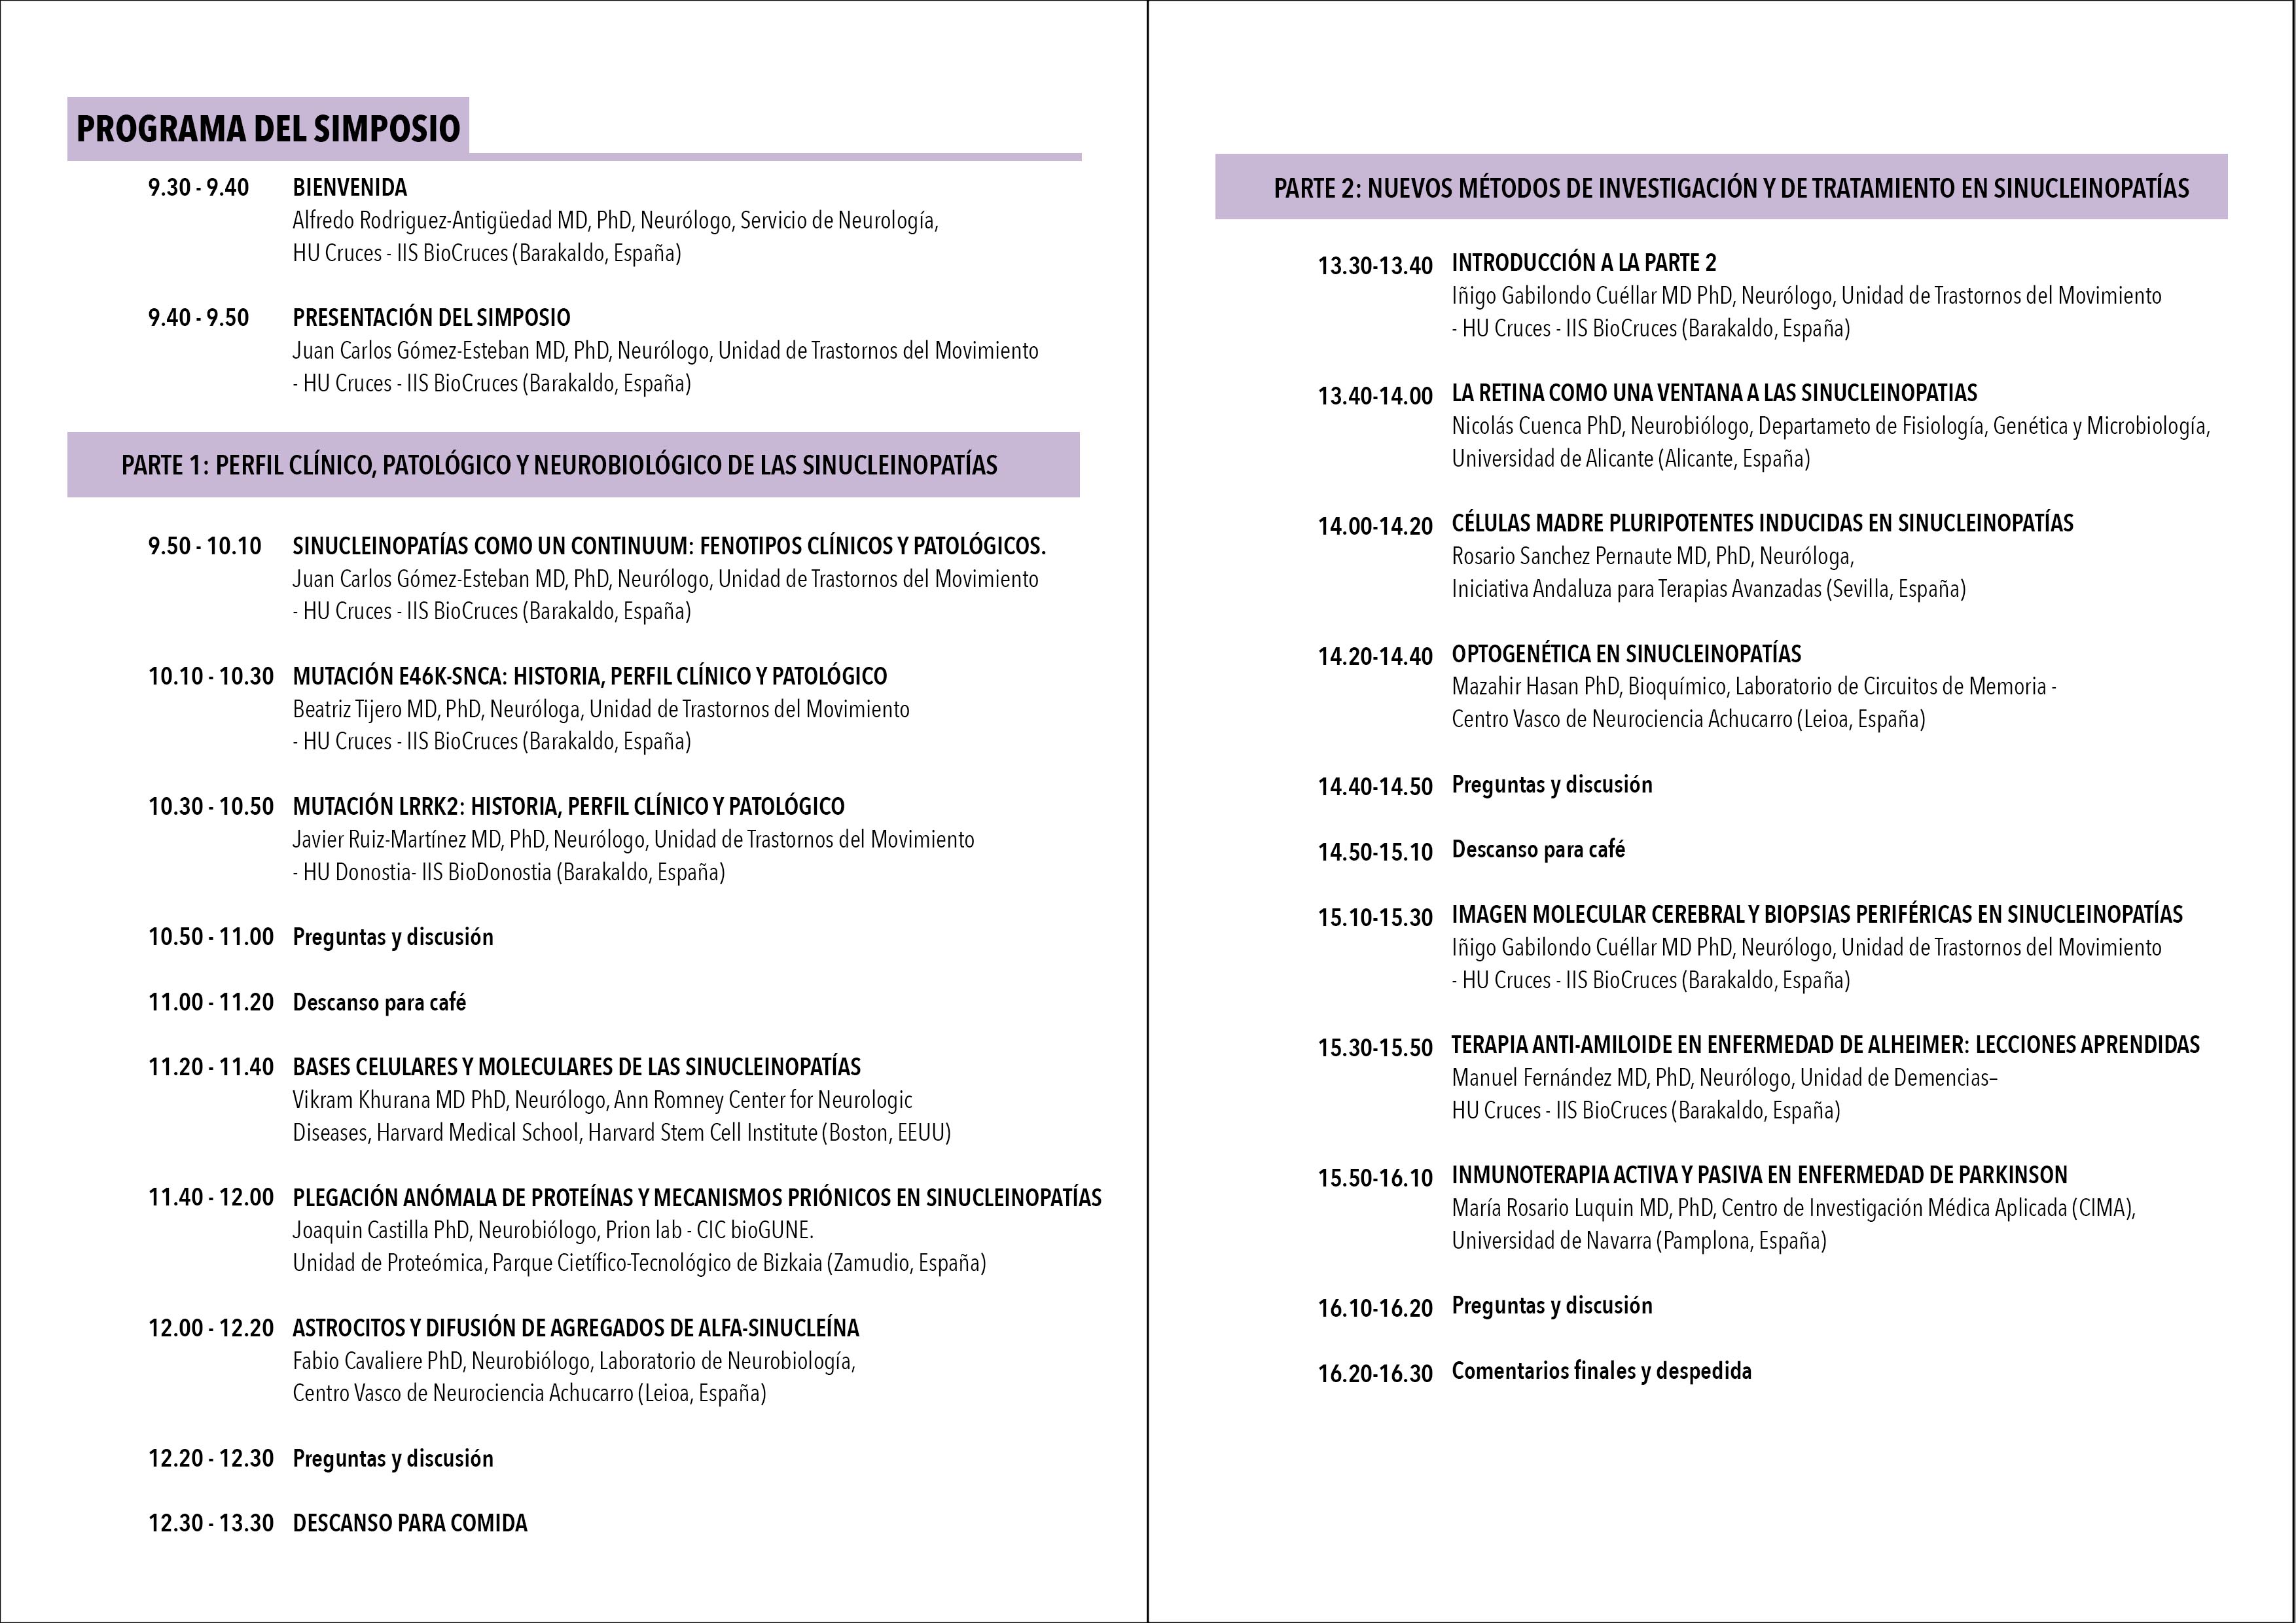 PROGRAMA DEL SIMPOSIO
9.30 - 9.40 BIENVENIDA
Alfredo Rodriguez-Antigüedad MD, PhD, Neurólogo, Servicio de Neurología,
HU Cruces - IIS BioCruces (Barakaldo, España)
9.40 - 9.50 PRESENTACIÓN DEL SIMPOSIO
Juan Carlos Gómez-Esteban MD, PhD, Neurólogo, Unidad de Trastornos del Movimiento
- HU Cruces - IIS BioCruces (Barakaldo, España)
PARTE 1: PERFIL CLÍNICO, PATOLÓGICO Y NEUROBIOLÓGICO DE LAS SINUCLEINOPATÍAS
9.50 - 10.10 SINUCLEINOPATÍAS COMO UN CONTINUUM: FENOTIPOS CLÍNICOS Y PATOLÓGICOS.
Juan Carlos Gómez-Esteban MD, PhD, Neurólogo, Unidad de Trastornos del Movimiento
- HU Cruces - IIS BioCruces (Barakaldo, España)
10.10 - 10.30 MUTACIÓN E46K-SNCA: HISTORIA, PERFIL CLÍNICO Y PATOLÓGICO
Beatriz Tijero MD, PhD, Neuróloga, Unidad de Trastornos del Movimiento
- HU Cruces - IIS BioCruces (Barakaldo, España)
10.30 - 10.50 MUTACIÓN LRRK2: HISTORIA, PERFIL CLÍNICO Y PATOLÓGICO
Javier Ruiz-Martínez MD, PhD, Neurólogo, Unidad de Trastornos del Movimiento
- HU Donostia- IIS BioDonostia (Barakaldo, España)
10.50 - 11.00 Preguntas y discusión
11.00 - 11.20 Descanso para café
11.20 - 11.40 BASES CELULARES Y MOLECULARES DE LAS SINUCLEINOPATÍAS
Vikram Khurana MD PhD, Neurólogo, Ann Romney Center for Neurologic
Diseases, Harvard Medical School, Harvard Stem Cell Institute (Boston, EEUU)
11.40 - 12.00 PLEGACIÓN ANÓMALA DE PROTEÍNAS Y MECANISMOS PRIÓNICOS EN SINUCLEINOPATÍAS
Joaquin Castilla PhD, Neurobiólogo, Prion lab - CIC bioGUNE.
Unidad de Proteómica, Parque Cietífico-Tecnológico de Bizkaia (Zamudio, España)
12.00 - 12.20 ASTROCITOS Y DIFUSIÓN DE AGREGADOS DE ALFA-SINUCLEÍNA
Fabio Cavaliere PhD, Neurobiólogo, Laboratorio de Neurobiología,
Centro Vasco de Neurociencia Achucarro (Leioa, España)
12.20 - 12.30 Preguntas y discusión
12.30 - 13.30 DESCANSO PARA COMIDA
PARTE 2: NUEVOS MÉTODOS DE INVESTIGACIÓN Y DE TRATAMIENTO EN SINUCLEINOPATÍAS
13.30-13.40 INTRODUCCIÓN A LA PARTE 2
Iñigo Gabilondo Cuéllar MD PhD, Neurólogo, Unidad de Trastornos del Movimiento
- HU Cruces - IIS BioCruces (Barakaldo, España)
13.40-14.00 LA RETINA COMO UNA VENTANA A LAS SINUCLEINOPATIAS
Nicolás Cuenca PhD, Neurobiólogo, Departameto de Fisiología, Genética y Microbiología,
Universidad de Alicante (Alicante, España)
14.00-14.20 CÉLULAS MADRE PLURIPOTENTES INDUCIDAS EN SINUCLEINOPATÍAS
Rosario Sanchez Pernaute MD, PhD, Neuróloga,
Iniciativa Andaluza para Terapias Avanzadas (Sevilla, España)
14.20-14.40 OPTOGENÉTICA EN SINUCLEINOPATÍAS
Mazahir Hasan PhD, Bioquímico, Laboratorio de Circuitos de Memoria -
Centro Vasco de Neurociencia Achucarro (Leioa, España)
14.40-14.50 Preguntas y discusión
14.50-15.10 Descanso para café
15.10-15.30 IMAGEN MOLECULAR CEREBRAL Y BIOPSIAS PERIFÉRICAS EN SINUCLEINOPATÍAS
Iñigo Gabilondo Cuéllar MD PhD, Neurólogo, Unidad de Trastornos del Movimiento
- HU Cruces - IIS BioCruces (Barakaldo, España)
15.30-15.50 TERAPIA ANTI-AMILOIDE EN ENFERMEDAD DE ALHEIMER: LECCIONES APRENDIDAS
Manuel Fernández MD, PhD, Neurólogo, Unidad de Demencias–
HU Cruces - IIS BioCruces (Barakaldo, España)
15.50-16.10 INMUNOTERAPIA ACTIVA Y PASIVA EN ENFERMEDAD DE PARKINSON
María Rosario Luquin MD, PhD, Centro de Investigación Médica Aplicada (CIMA),
Universidad de Navarra (Pamplona, España)
16.10-16.20 Preguntas y discusión
16.20-16.30 Comentarios finales y despedida